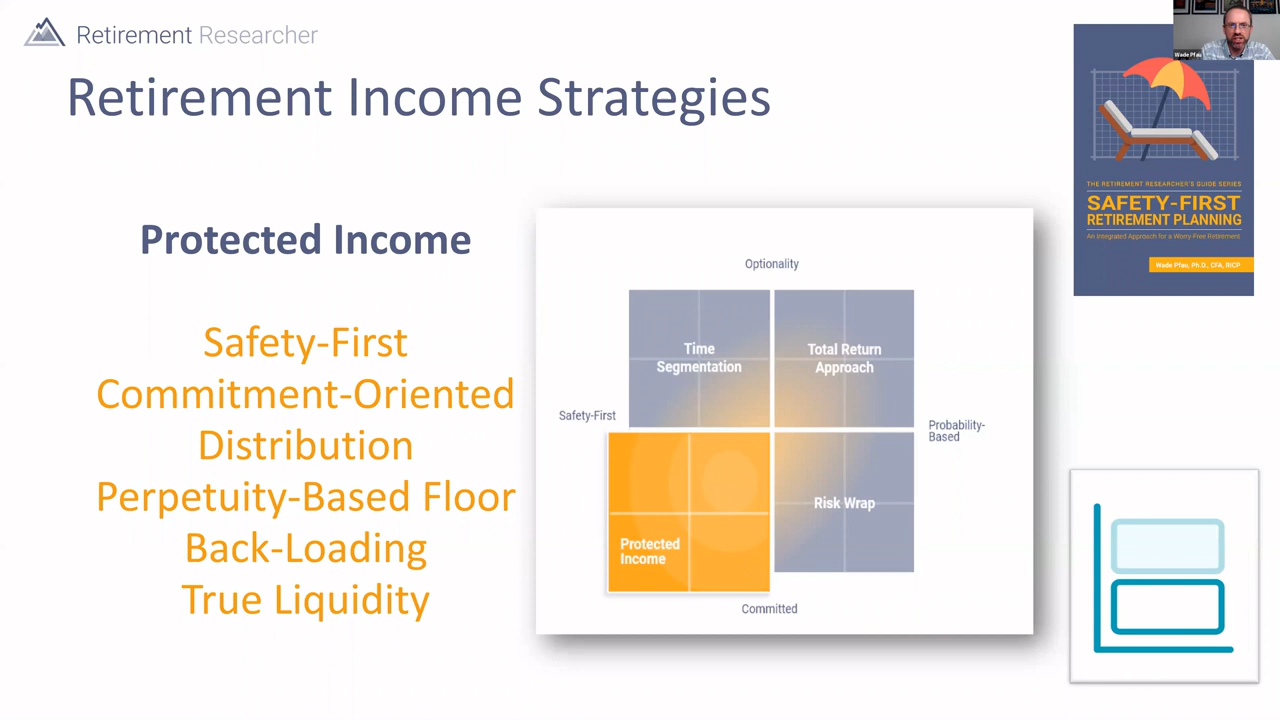 Retirement Researcher
Retirement Income Strategies
Protected Income
Safety-First
Commitment-Oriented
Distribution
Perpetuity-Based Floor
Back-Loading
True Liquidity
Optionality
Time
Segmentation
Total Return
Approach
Safety-First
Probability-
Based
Protected
Income
Risk Wrap
Committed
Wade Pfau
THE RETIREMENT RESEARCHER'S GUIDE SERIES
SAFETY-FIRST
RETIREMENT PLANNING
An Integrated Approach for a Worry-Free Retirement
Wade Pfau, Ph.D., CFA, RICP